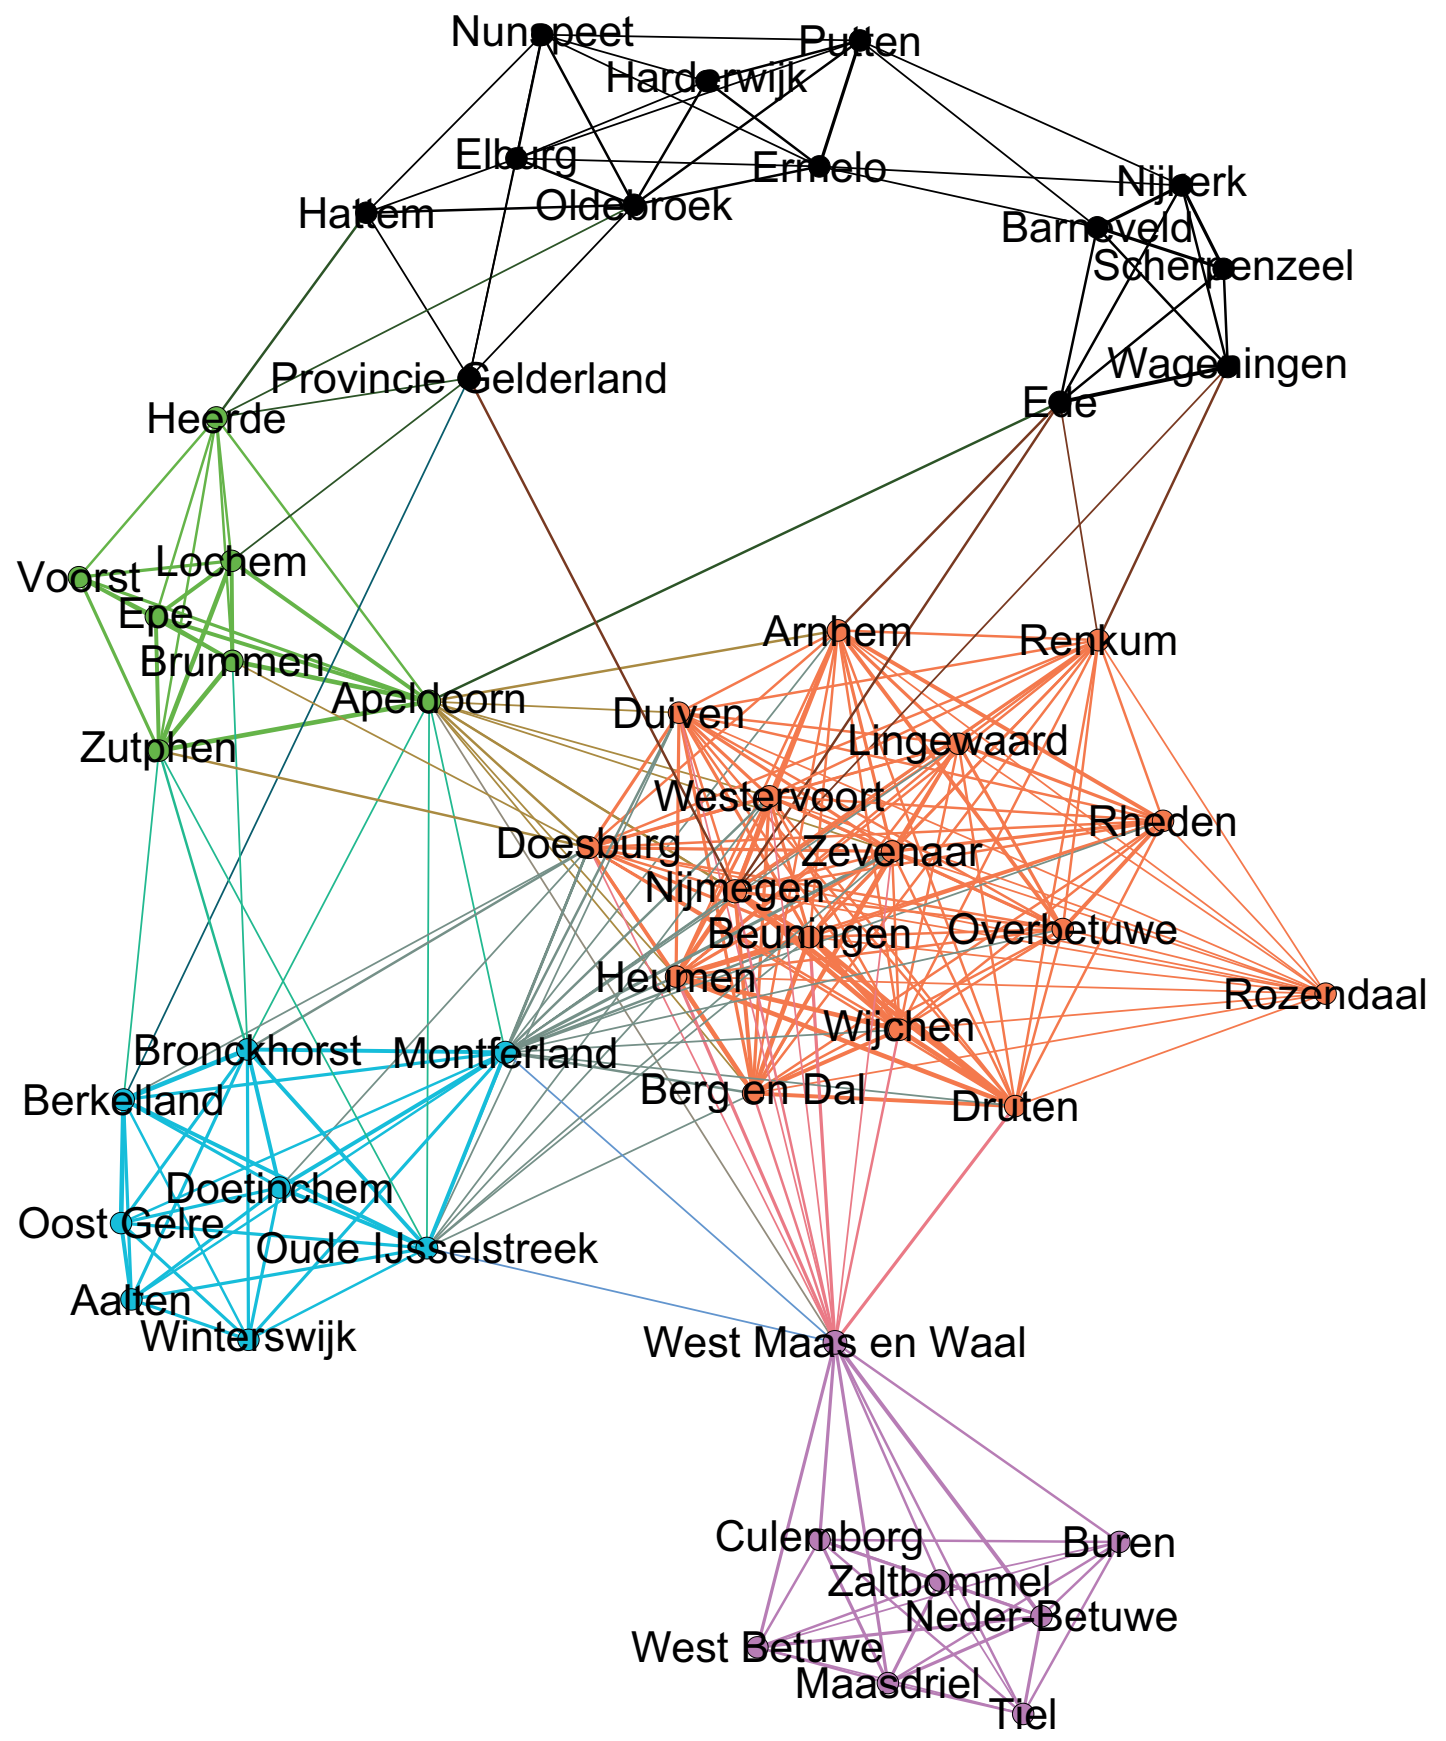 Nunspeet
Putten
Harderwijk
Elburg
Ermelo
Nijkerk
Hattem
Oldebroek
Barneveld
Scherpenzeel
Wageningen
Provincie Gelderland
Ede
Heerde
Lochem
Voorst
Epe
Arnhem
Renkum
Brummen
Apeldoorn
Duiven
Lingewaard
Zutphen
Westervoort
Rheden
Doesburg
Zevenaar
Nijmegen
Beuningen
Overbetuwe
Heumen
Rozendaal
Wijchen
Bronckhorst
Montferland
Berg en Dal
Berkelland
Druten
Doetinchem
Oost Gelre
Oude IJsselstreek
Aalten
Winterswijk
West Maas en Waal
Culemborg
Buren
Zaltbommel
Neder-Betuwe
West Betuwe
Maasdriel
Tiel